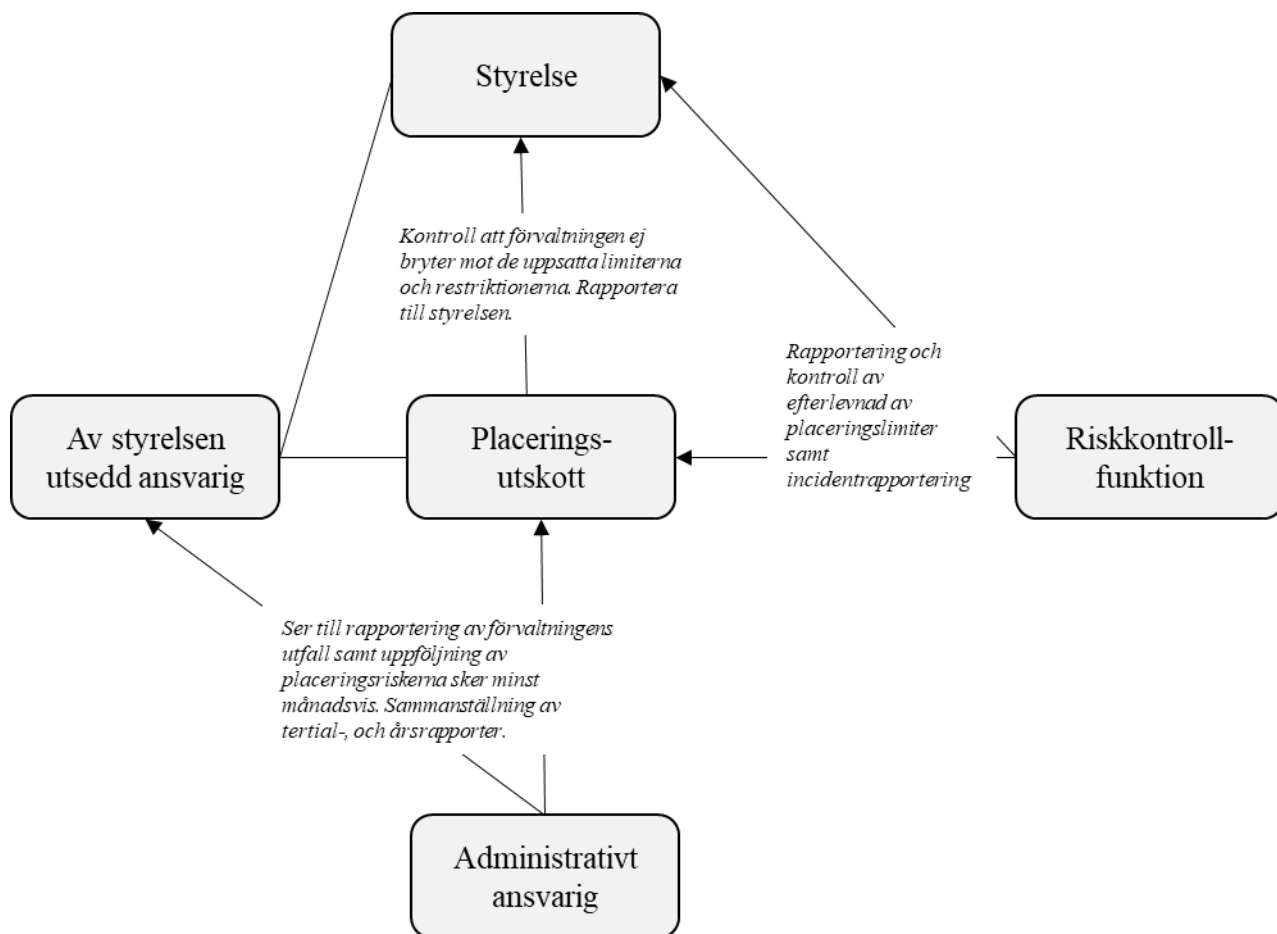 Styrelse
Kontroll att förvaltningen ej
bryter mot de uppsatta limiterna
och restriktionerna. Rapportera
till styrelsen.
Rapportering och
kontroll av
efterlevnad av
placeringslimiter
samt
incidentrapportering
Av styrelsen
utsedd ansvarig
Placerings-
utskott
Riskkontroll-
funktion
Ser till rapportering av förvaltningens
utfall samt uppföljning av
placeringsriskerna sker minst
månadsvis. Sammanställning av
tertial-, och årsrapporter.
Administrativt
ansvarig